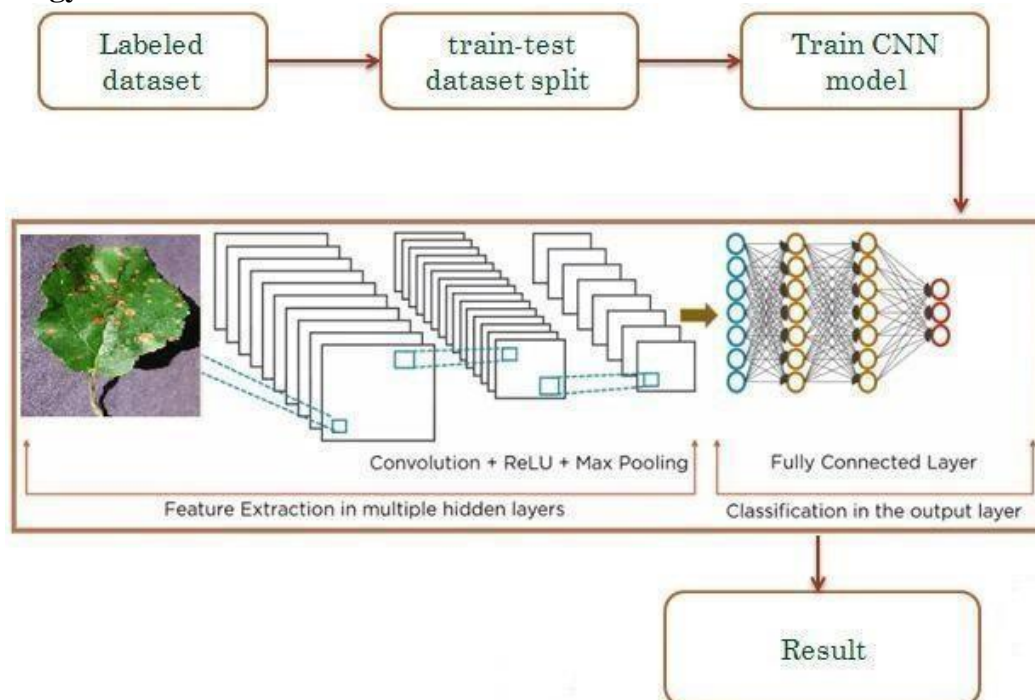 gy
Labeled
dataset
train-test
dataset split
Train CNN
model
Convolution + ReLU + Max Pooling
Fully Connected Layer
Feature Extraction in multiple hidden layers
Classification in the output layer
Result